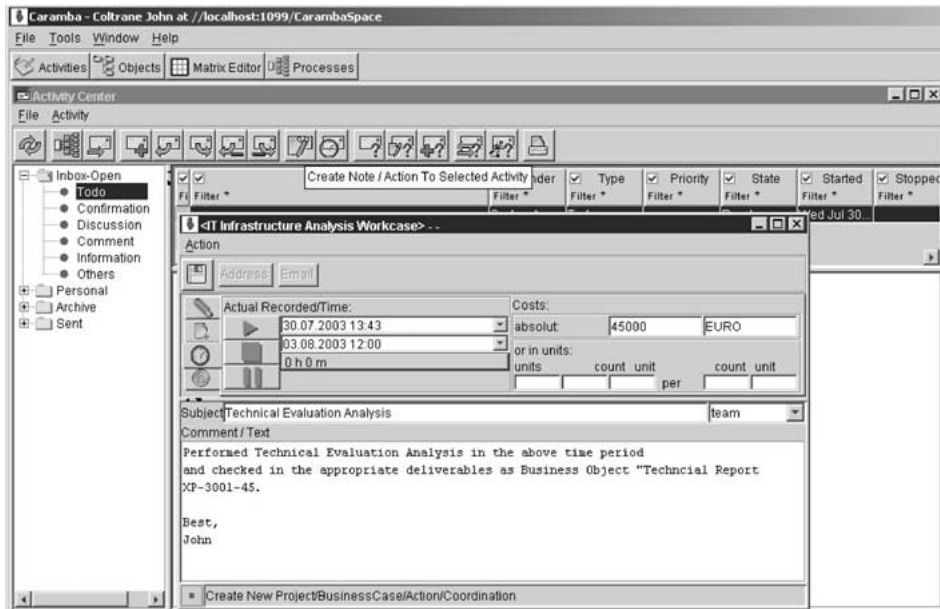 Caramba - Coltrane John at //localhost:1099/CarambaSpace
File Tools Window Help
Activities Objects Matrix Editor Processes
Activity Center
File Activity
Create Note / Action To Selected Activity
Inbox-Open
Todo
Confirmation
Discussion
Comment
Information
Others
Personal
Archive
Sent
nder Type Priority State Started Stopped
Fi Filter * Filter * Filter * Filter * Filter * Filter * Filter *
Wed Jul 30...
<IT Infrastructure Analysis Workcase> - -
Action
Address Email
Actual Recorded/Time:
30.07.2003 13:43
03.08.2003 12:00
0 h 0 m
Costs:
absolut: 45000 EURO
or in units:
units count unit count unit
per
Subject Technical Evaluation Analysis team
Comment / Text
Performed Technical Evaluation Analysis in the above time period
and checked in the appropriate deliverables as Business Object "Techncial Report
XP-3001-45.
Best,
John
Create New Project/BusinessCase/Action/Coordination